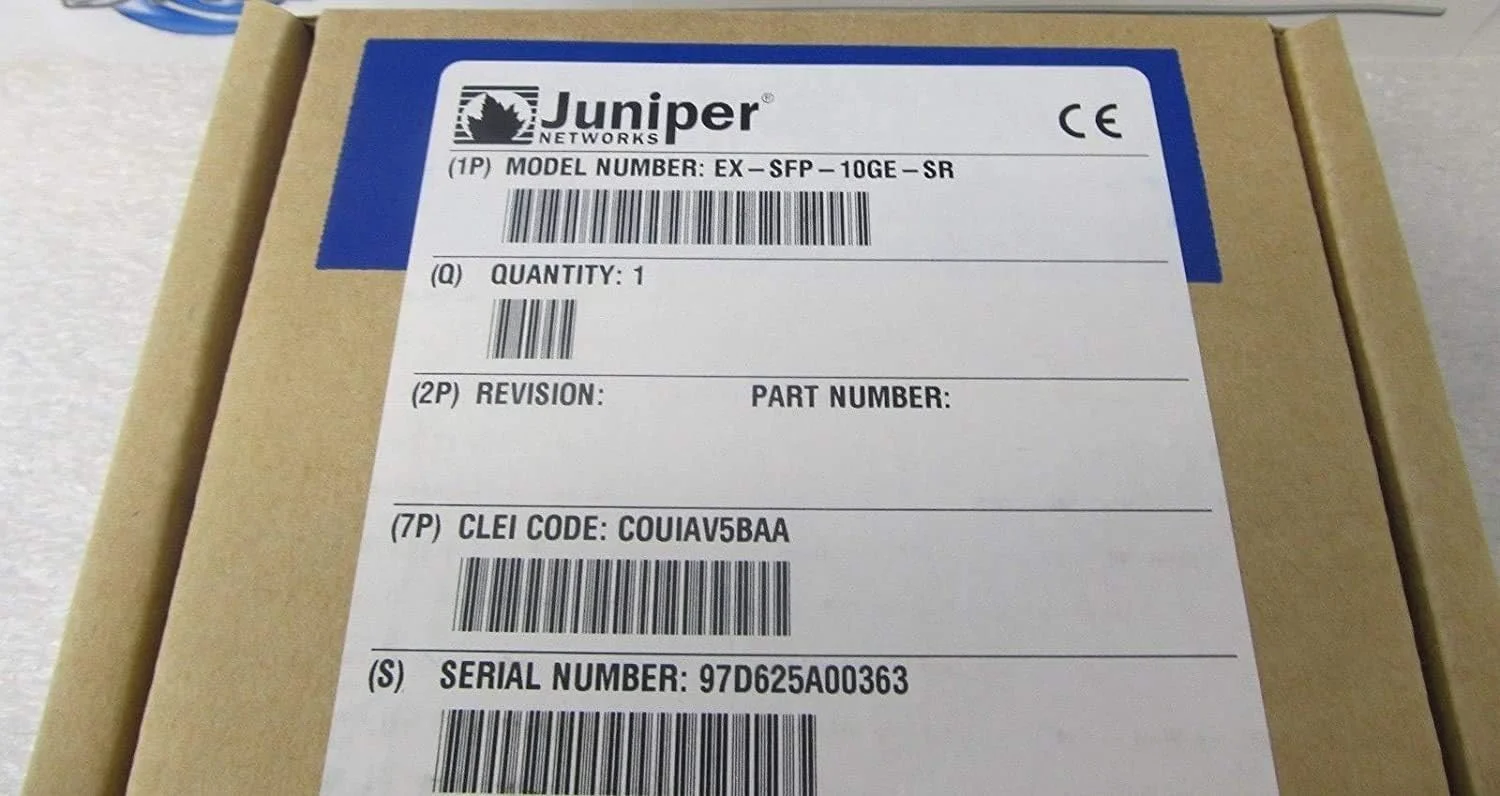 Juniper®
NETWORKS
CE
(1P) MODEL NUMBER: EX-SFP-10GE-SR
(Q) QUANTITY: 1
(2P) REVISION: PART NUMBER:
(7P) CLEI CODE: COUIAV5BAA
(S) SERIAL NUMBER: 97D625A00363